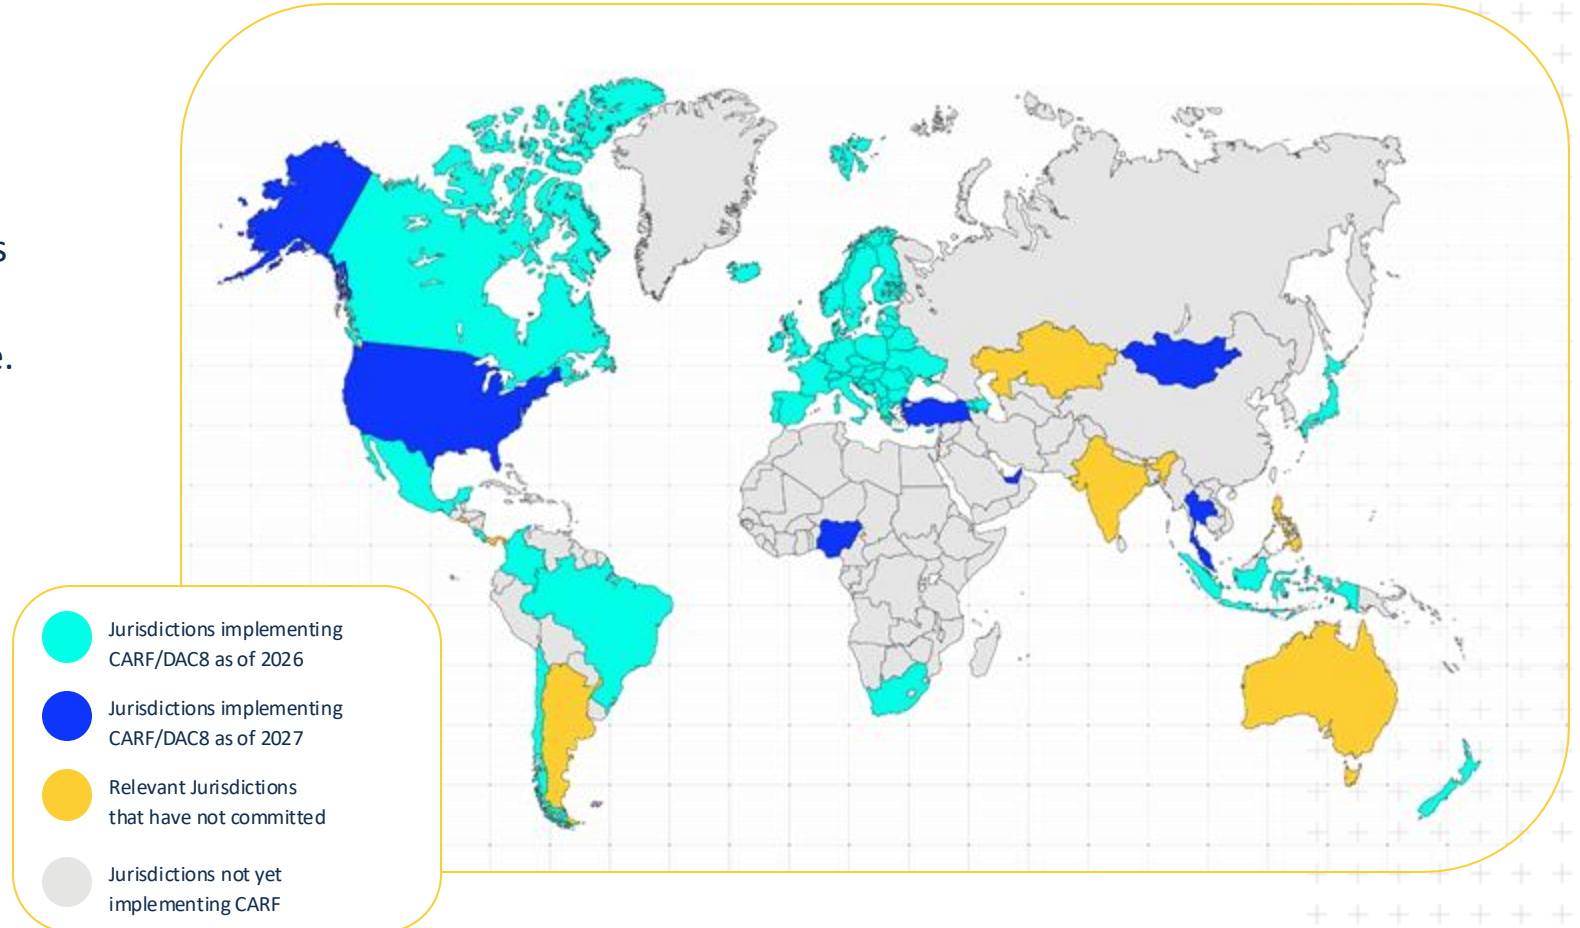 s
e.
Jurisdictions implementing
CARF/DAC8 as of 2026
Jurisdictions implementing
CARF/DAC8 as of 2027
Relevant Jurisdictions
that have not committed
Jurisdictions not yet
implementing CARF